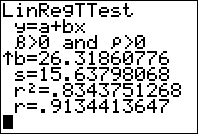 LinRegTTest
y=a+bx
β>0 and ρ>0
↑b=26.31860776
s=15.63798068
r²=.8343751268
r=.9134413647